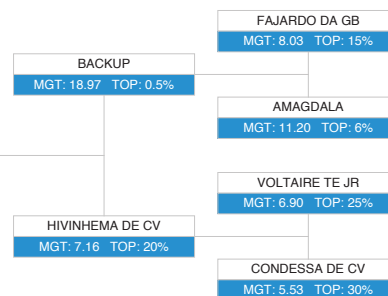 FAJARDO DA GB
MGT: 8.03 TOP: 15%
BACKUP
MGT: 18.97 TOP: 0.5%
AMAGDALA
MGT: 11.20 TOP: 6%
VOLTAIRE TE JR
MGT: 6.90 TOP: 25%
HIVINHEMA DE CV
MGT: 7.16 TOP: 20%
CONDESSA DE CV
MGT: 5.53 TOP: 30%